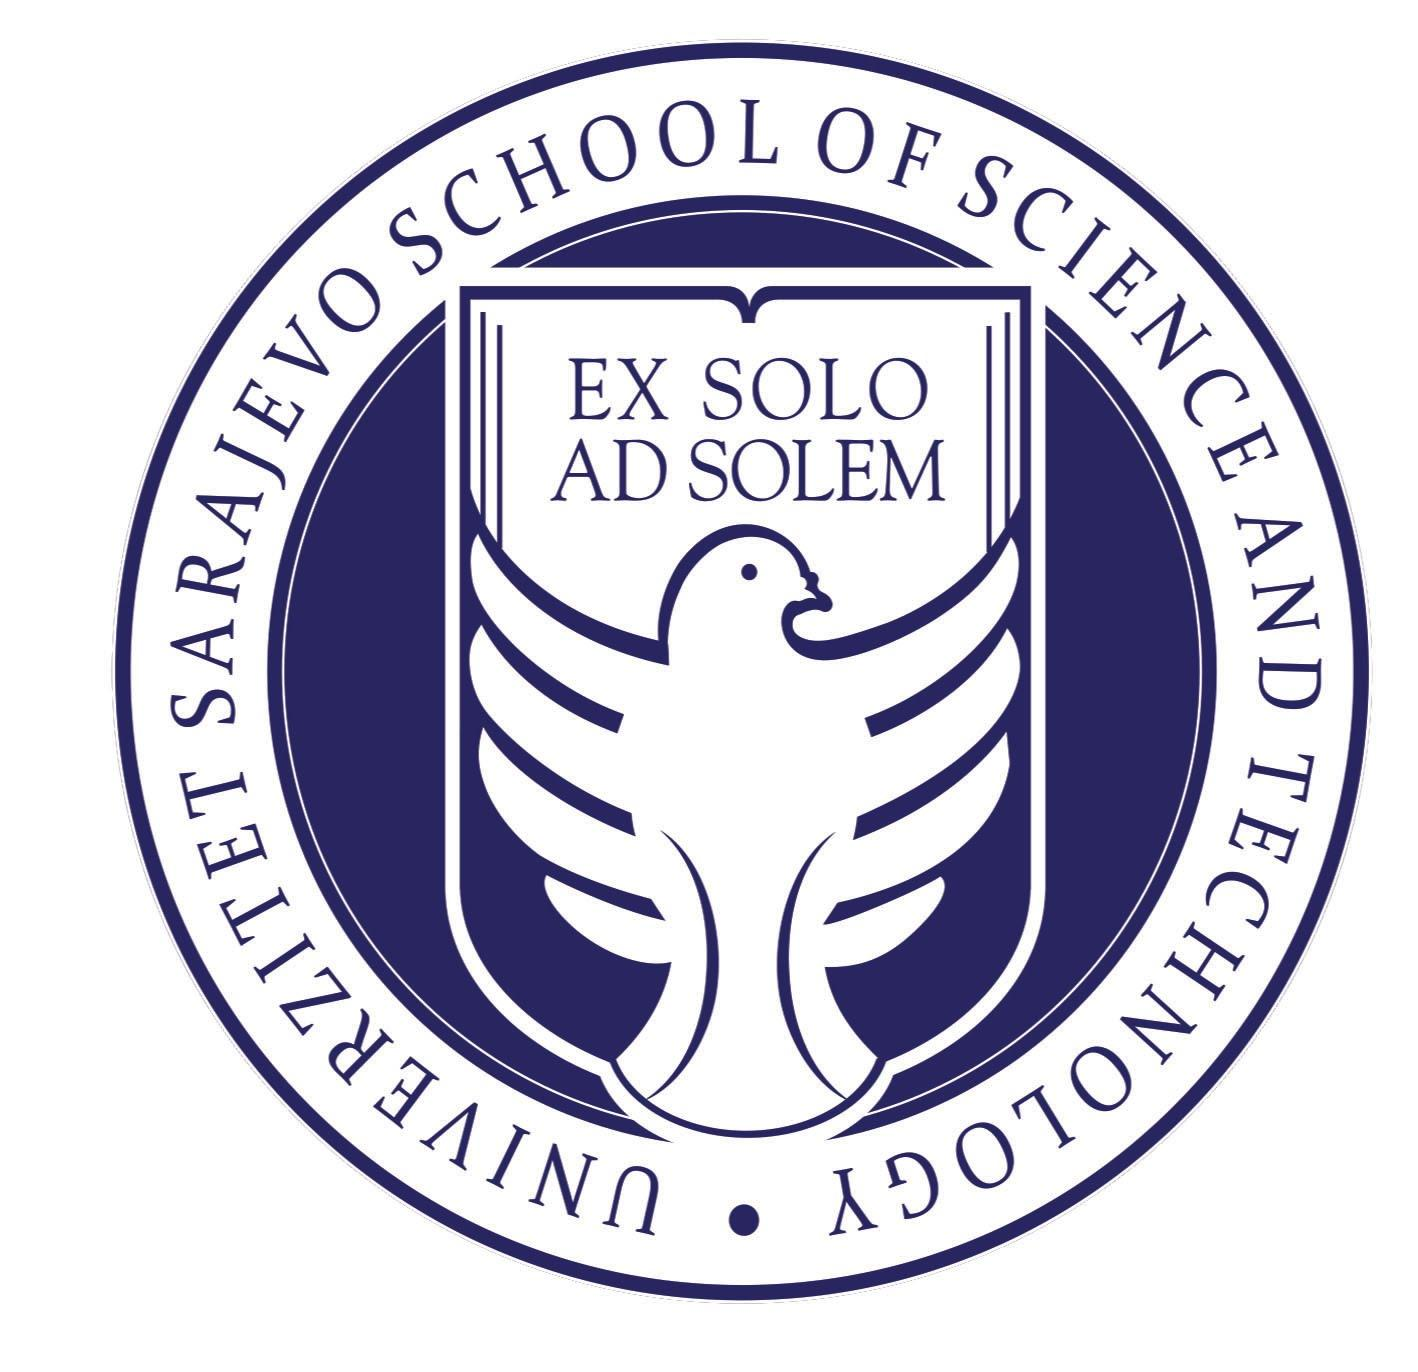 UNIVERZITET SARAJEVO SCHOOL OF SCIENCE AND TECHNOLOGY •
EX SOLO
AD SOLEM